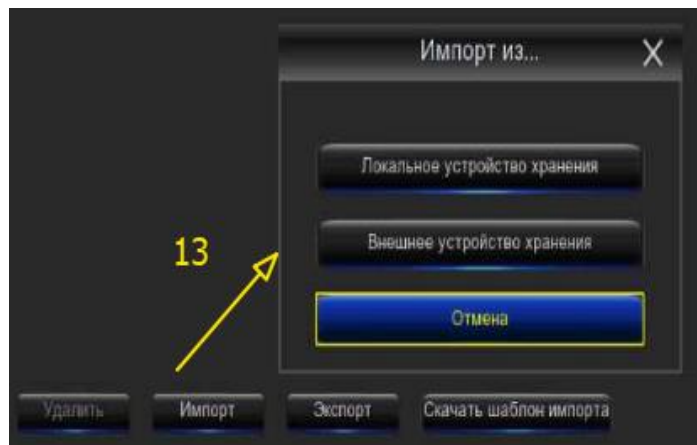 Импорт из... X
Локальное устройство хранения
Внешнее устройство хранения
13
Отмена
Удалить Импорт Экспорт Скачать шаблон импорта